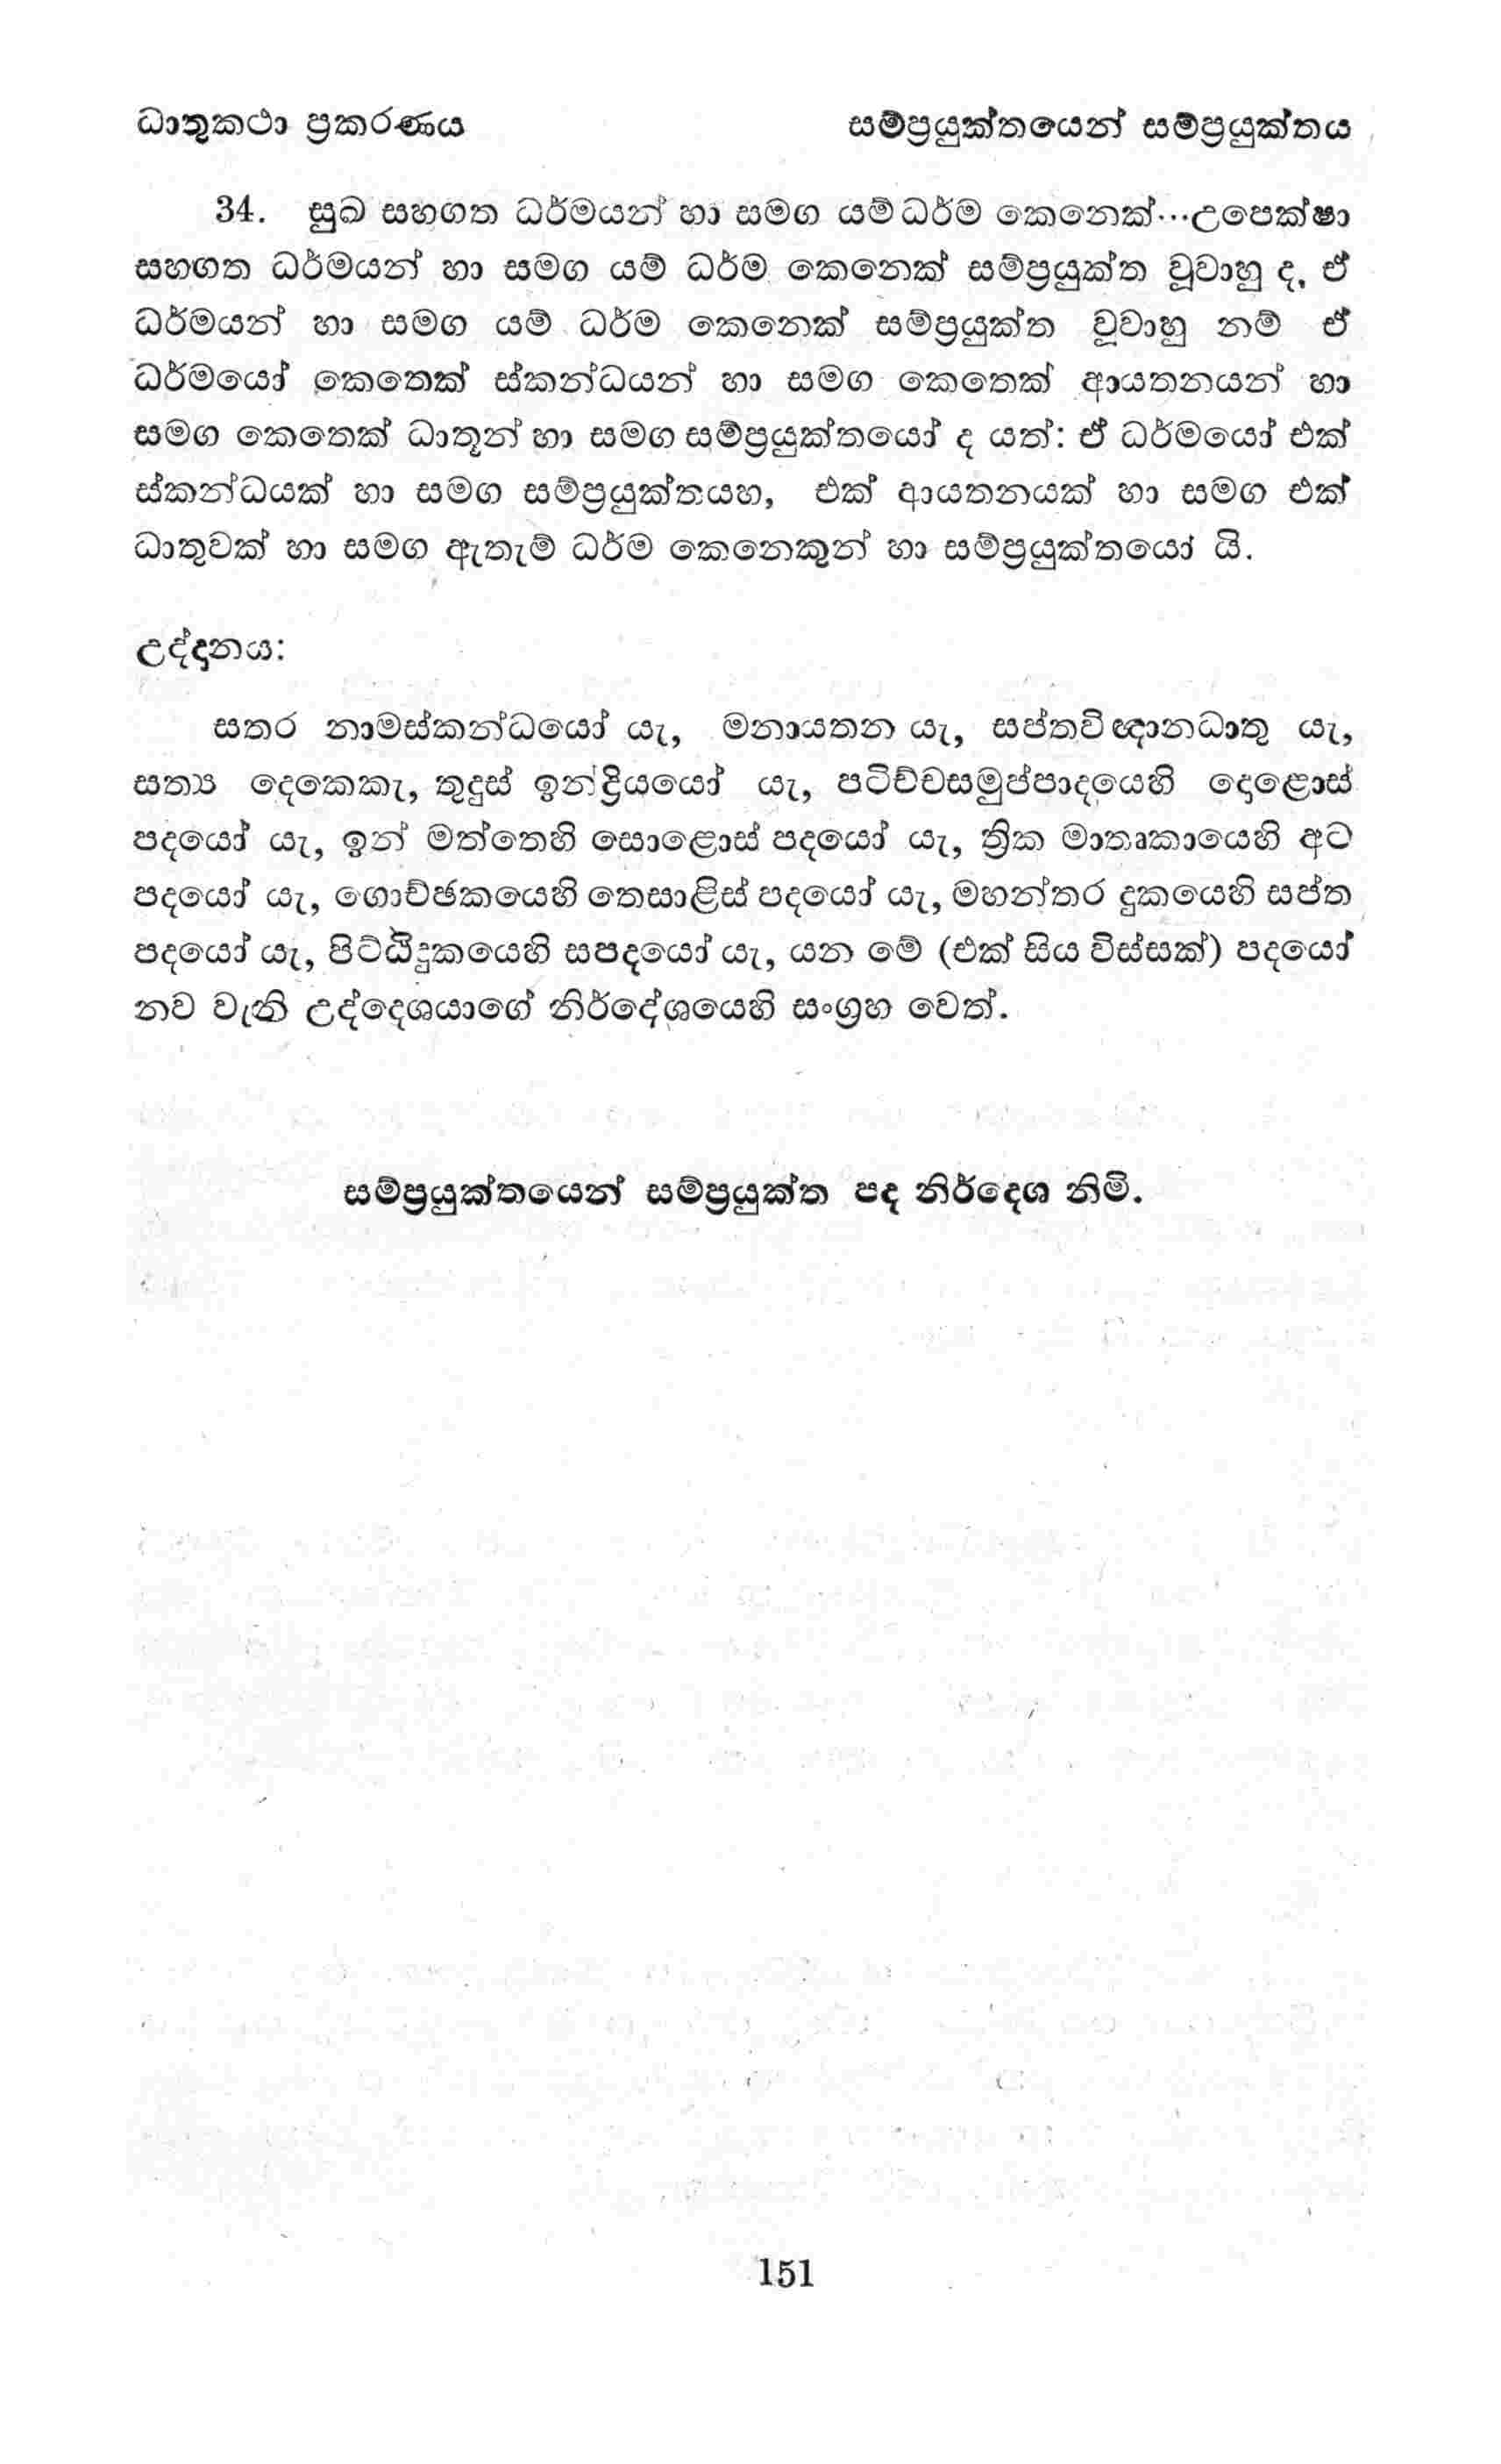 ධාතුකථා ප්‍රකරණය සම්ප්‍රයුක්තයෙන් සම්ප්‍රයුක්තය
34. සුඛ සහගත ධර්මයන් හා සමග යම් ධර්ම කෙනෙක්...උපෙක්ෂා
සහගත ධර්මයන් හා සමග යම් ධර්ම කෙනෙක් සම්ප්‍රයුක්ත වූවාහු ද, ඒ
ධර්මයන් හා සමග යම් ධර්ම කෙනෙක් සම්ප්‍රයුක්ත වූවාහු නම් ඒ
ධර්මයෝ කෙතෙක් ස්කන්ධයන් හා සමග කෙතෙක් ආයතනයන් හා
සමග කෙතෙක් ධාතූන් හා සමග සම්ප්‍රයුක්තයෝ ද යත්: ඒ ධර්මයෝ එක්
ස්කන්ධයක් හා සමග සම්ප්‍රයුක්තයහ, එක් ආයතනයක් හා සමග එක්
ධාතුවක් හා සමග ඇතැම් ධර්ම කෙනෙකුන් හා සම්ප්‍රයුක්තයෝ යි.
උද්දානය:
සතර නාමස්කන්ධයෝ යැ, මනායතන යැ, සප්තවිඥානධාතු යැ,
සත්‍ය දෙකෙකැ, තුදුස් ඉන්ද්‍රියයෝ යැ, පටිච්චසමුප්පාදයෙහි දෙළොස්
පදයෝ යැ, ඉන් මත්තෙහි සොළොස් පදයෝ යැ, ත්‍රික මාතෘකායෙහි අට
පදයෝ යැ, ගොච්ඡකයෙහි තෙසාළිස් පදයෝ යැ, මහන්තර දුකයෙහි සප්ත
පදයෝ යැ, පිට්ඨිදුකයෙහි සපදයෝ යැ, යන මේ (එක් සිය විස්සක්) පදයෝ
නව වැනි උද්දෙශයාගේ නිර්දේශයෙහි සංග්‍රහ වෙත්.
සම්ප්‍රයුක්තයෙන් සම්ප්‍රයුක්ත පද නිර්දෙශ නිමි.
151